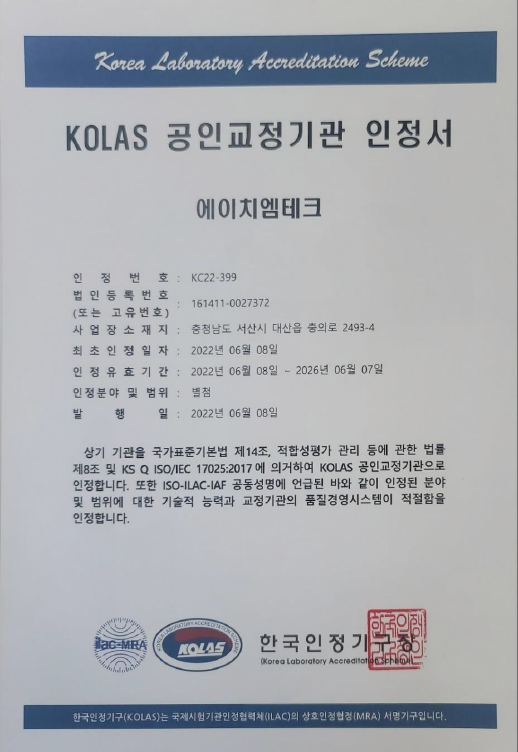 Korea Laboratory Accreditation Scheme
KOLAS 공인교정기관 인정서
에이치엠테크
인 정 번 호 : KC22-399
법인등록번호
(또는 고유번호) : 161411-0027372
사업장소재지 : 충청남도 서산시 대산읍 충의로 2493-4
최초인정일자 : 2022년 06월 08일
인정유효기간 : 2022년 06월 08일 ~ 2026년 06월 07일
인정분야 및 범위 : 별첨
발 행 일 : 2022년 06월 08일
상기 기관을 국가표준기본법 제14조, 적합성평가 관리 등에 관한 법률
제8조 및 KS Q ISO/IEC 17025:2017 에 의거하여 KOLAS 공인교정기관으로
인정합니다. 또한 ISO-ILAC-IAF 공동성명에 언급된 바와 같이 인정된 분야
및 범위에 대한 기술적 능력과 교정기관의 품질경영시스템이 적절함을
인정합니다.
ilac-MRA
KOREA LABORATORY ACCREDITATION SCHEME
KOLAS
한국인정기구장
(Korea Laboratory Accreditation Scheme)
한국인정기구(KOLAS)는 국제시험기관인정협력체(ILAC)의 상호인정협정(MRA) 서명기구입니다.